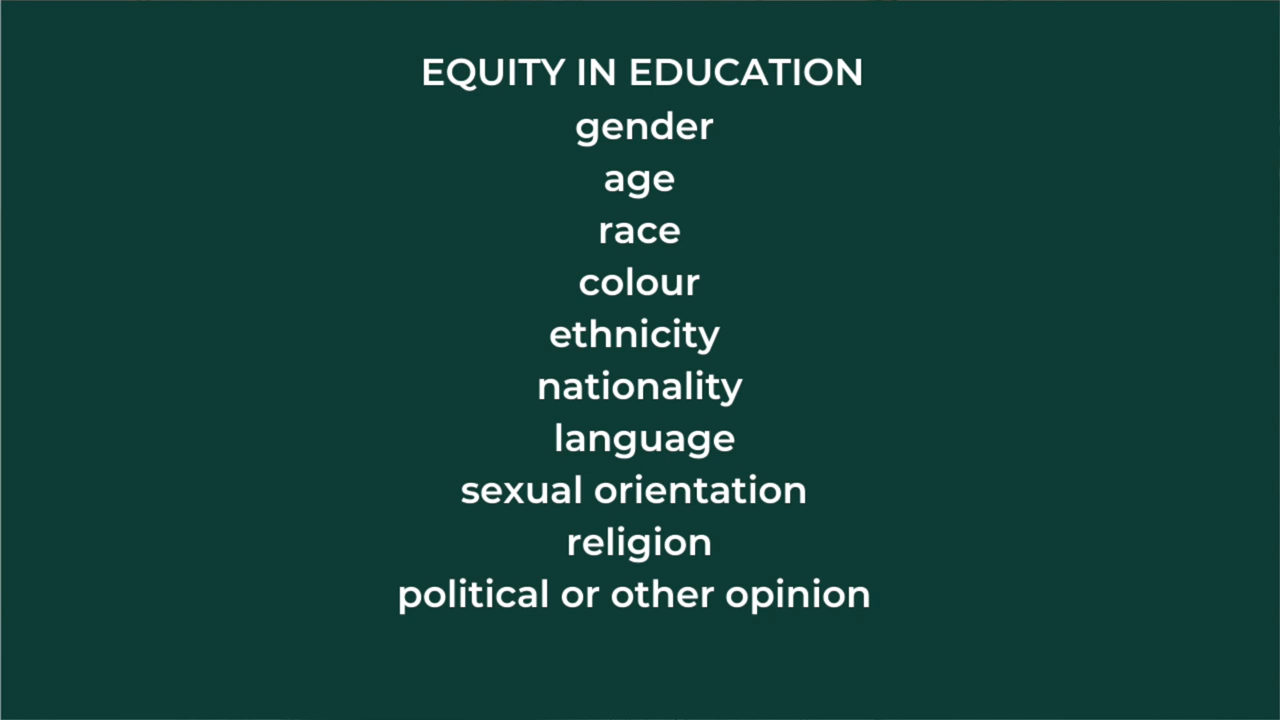 EQUITY IN EDUCATION
gender
age
race
colour
ethnicity
nationality
language
sexual orientation
religion
political or other opinion